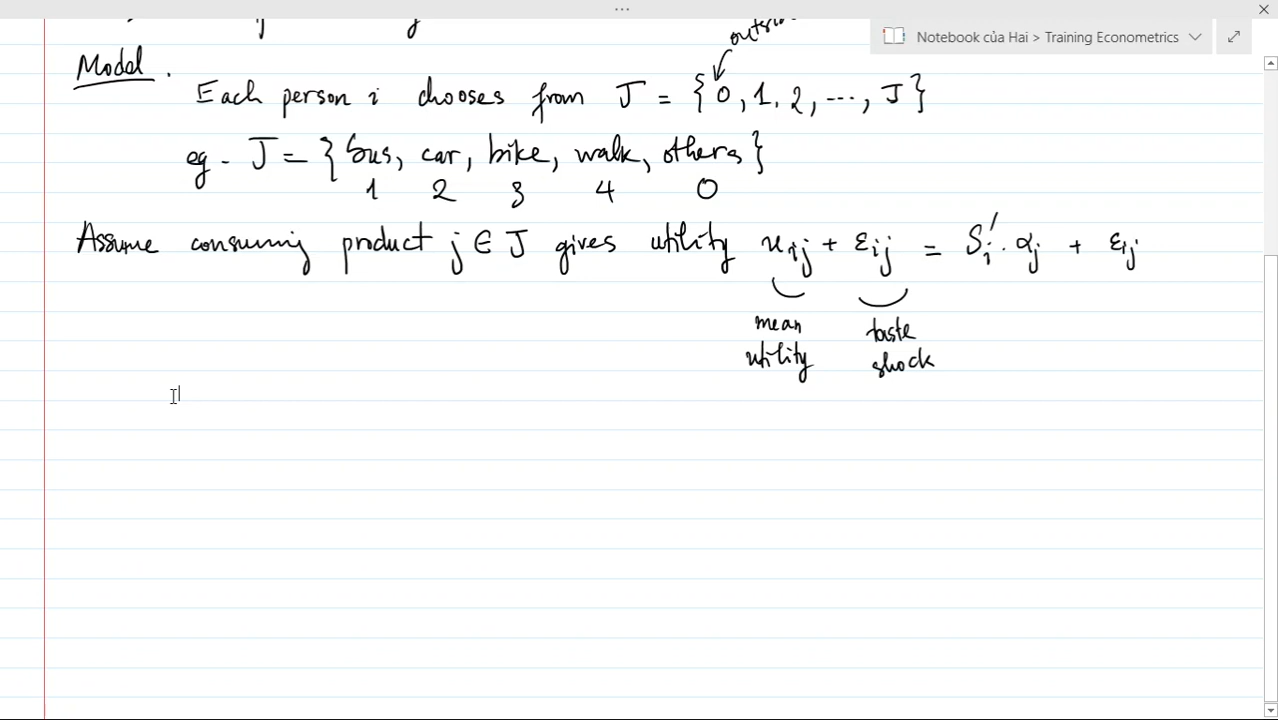 Notebook của Hai > Training Econometrics
Model.
Each person i chooses from J = {0, 1, 2, ..., J}
eg. J = {bus, car, bike, walk, others}
1 2 3 4 0
Assume consuming product j ∈ J gives utility u_ij + ε_ij = S_i'. α_j + ε_ij
mean utility
taste shock